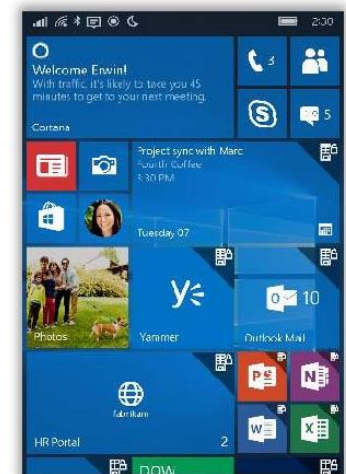 2:00
Welcome Erwin!
With traffic, it's likely to take you 45
minutes to get to your next meeting.
Cortana
3
5
Project sync with Marc
Fourth Coffee
3:30 PM
Tuesday 07
Photos
Yammer
10
Outlook Mail
fabrikam
HR Portal
2
DOW